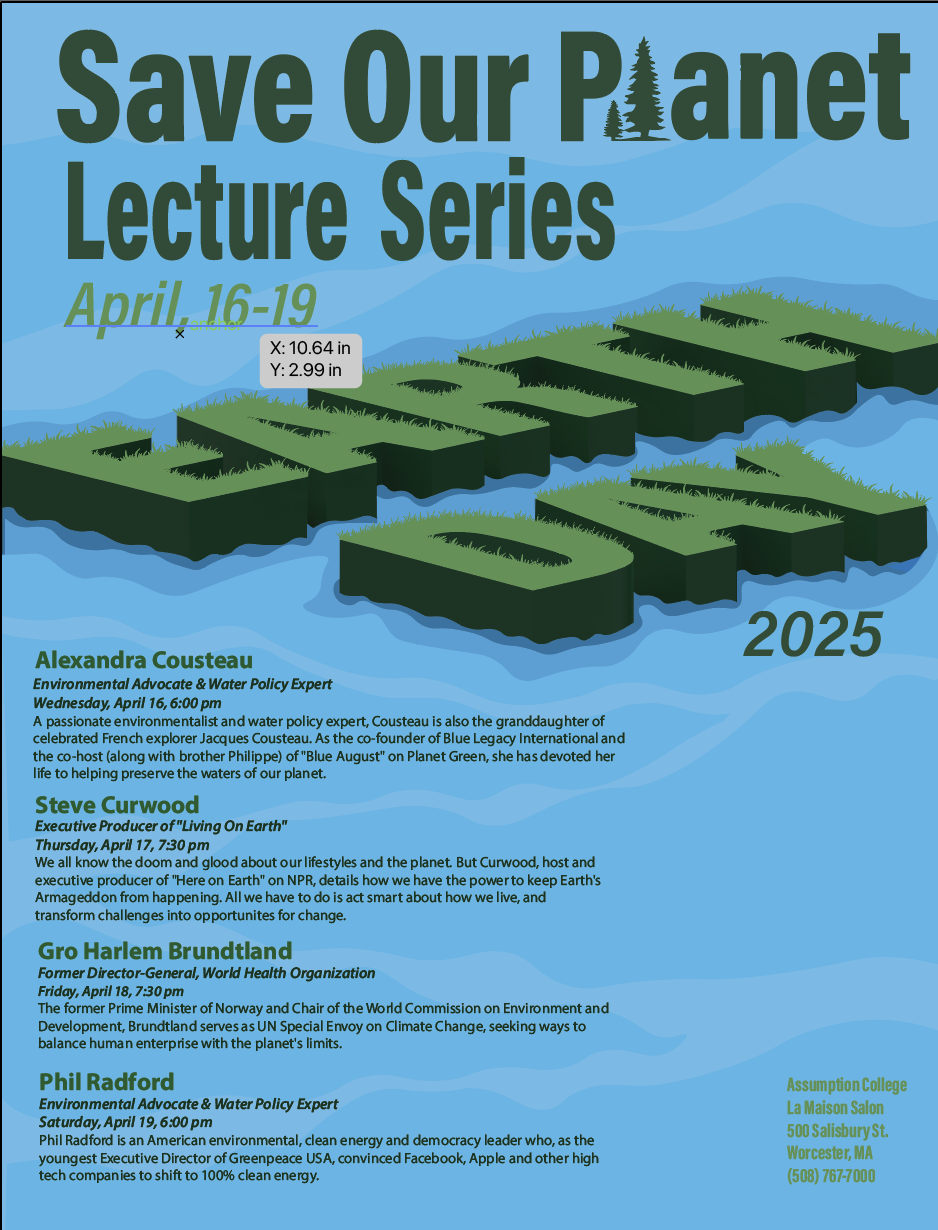 Save Our Planet
Lecture Series
April, 16-19
X: 10.64 in
Y: 2.99 in
EARTH
DAY
2025
Alexandra Cousteau
Environmental Advocate & Water Policy Expert
Wednesday, April 16, 6:00 pm
A passionate environmentalist and water policy expert, Cousteau is also the granddaughter of
celebrated French explorer Jacques Cousteau. As the co-founder of Blue Legacy International and
the co-host (along with brother Philippe) of "Blue August" on Planet Green, she has devoted her
life to helping preserve the waters of our planet.
Steve Curwood
Executive Producer of "Living On Earth"
Thursday, April 17, 7:30 pm
We all know the doom and glood about our lifestyles and the planet. But Curwood, host and
executive producer of "Here on Earth" on NPR, details how we have the power to keep Earth's
Armageddon from happening. All we have to do is act smart about how we live, and
transform challenges into opportunites for change.
Gro Harlem Brundtland
Former Director-General, World Health Organization
Friday, April 18, 7:30 pm
The former Prime Minister of Norway and Chair of the World Commission on Environment and
Development, Brundtland serves as UN Special Envoy on Climate Change, seeking ways to
balance human enterprise with the planet's limits.
Phil Radford
Environmental Advocate & Water Policy Expert
Saturday, April 19, 6:00 pm
Phil Radford is an American environmental, clean energy and democracy leader who, as the
youngest Executive Director of Greenpeace USA, convinced Facebook, Apple and other high
tech companies to shift to 100% clean energy.
Assumption College
La Maison Salon
500 Salisbury St.
Worcester, MA
(508) 767-7000